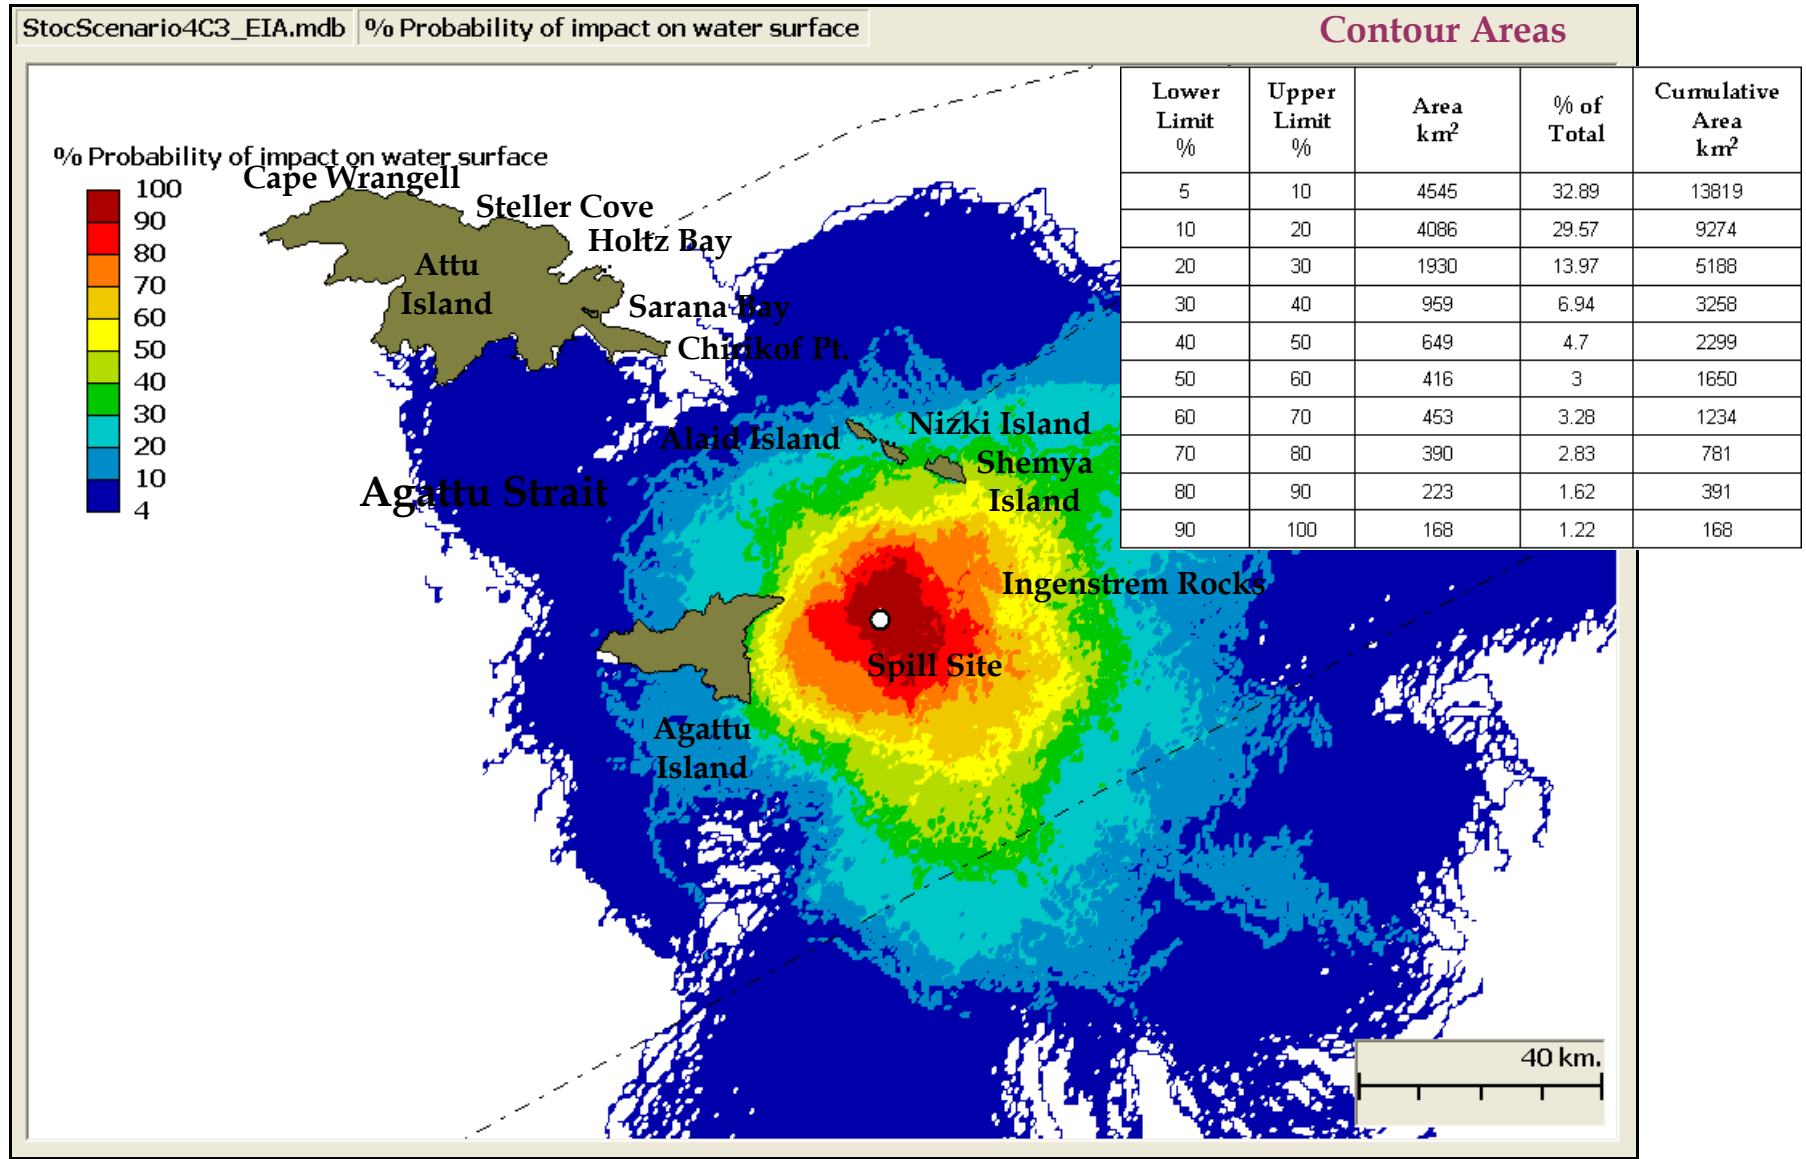 StocScenario4C3_EIA.mdb % Probability of impact on water surface
Contour Areas
% Probability of impact on water surface
100
90
80
70
60
50
40
30
20
10
4
Cape Wrangell
Steller Cove
Holtz Bay
Attu
Island
Sarana Bay
Chirikof Pt.
Alaid Island
Nizki Island
Shemya
Island
Agattu Strait
Ingenstrem Rocks
Spill Site
Agattu
Island
Lower Limit % Upper Limit % Area km² % of Total Cumulative Area km²
5 10 4545 32.89 13819
10 20 4086 29.57 9274
20 30 1930 13.97 5188
30 40 959 6.94 3258
40 50 649 4.7 2299
50 60 416 3 1650
60 70 453 3.28 1234
70 80 390 2.83 781
80 90 223 1.62 391
90 100 168 1.22 168
40 km.